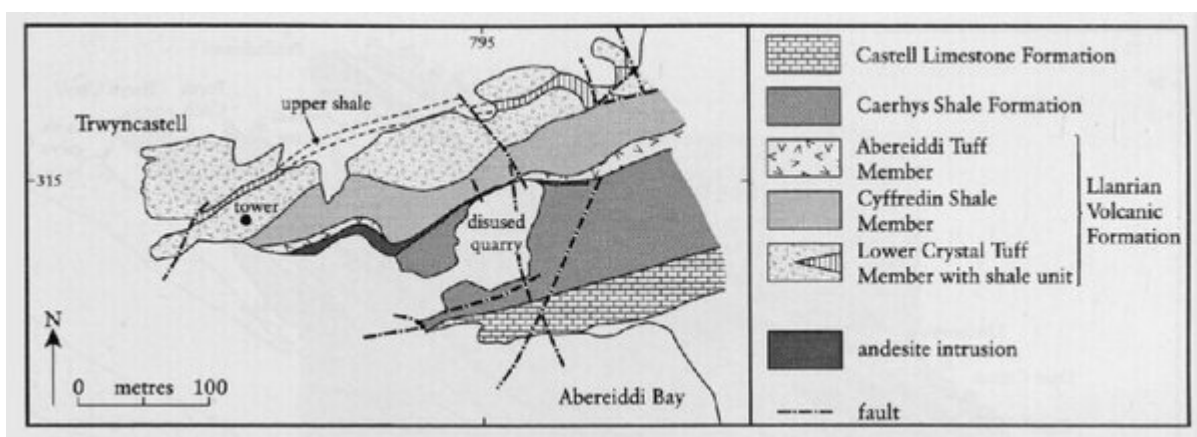 795
upper shale
Trwyncastell
315
tower
disused
quarry
N
0 metres 100
Abereiddi Bay
Castell Limestone Formation
Caerhys Shale Formation
Abereiddi Tuff
Member
Cyffredin Shale
Member
Lower Crystal Tuff
Member with shale unit
Llanrian
Volcanic
Formation
andesite intrusion
fault